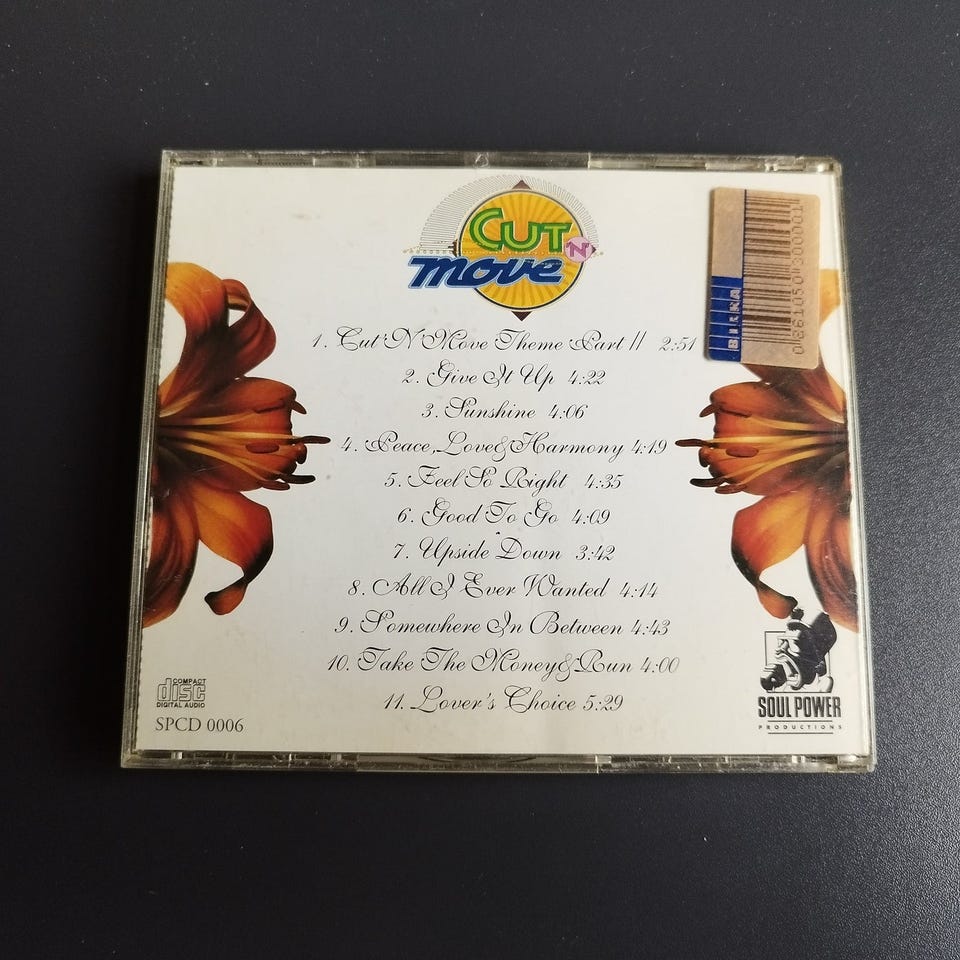 CUT
'N'
move
1. Cut 'N' Move Theme Part II 2:51
2. Give It Up 4:22
3. Sunshine 4:06
4. Peace, Love & Harmony 4:19
5. Feel So Right 4:35
6. Good To Go 4:09
7. Upside Down 3:42
8. All I Ever Wanted 4:14
9. Somewhere In Between 4:43
10. Take The Money & Run 4:00
11. Lover's Choice 5:29
BILKA
COMPACT
disc
DIGITAL AUDIO
SPCD 0006
SOUL POWER
PRODUCTIONS